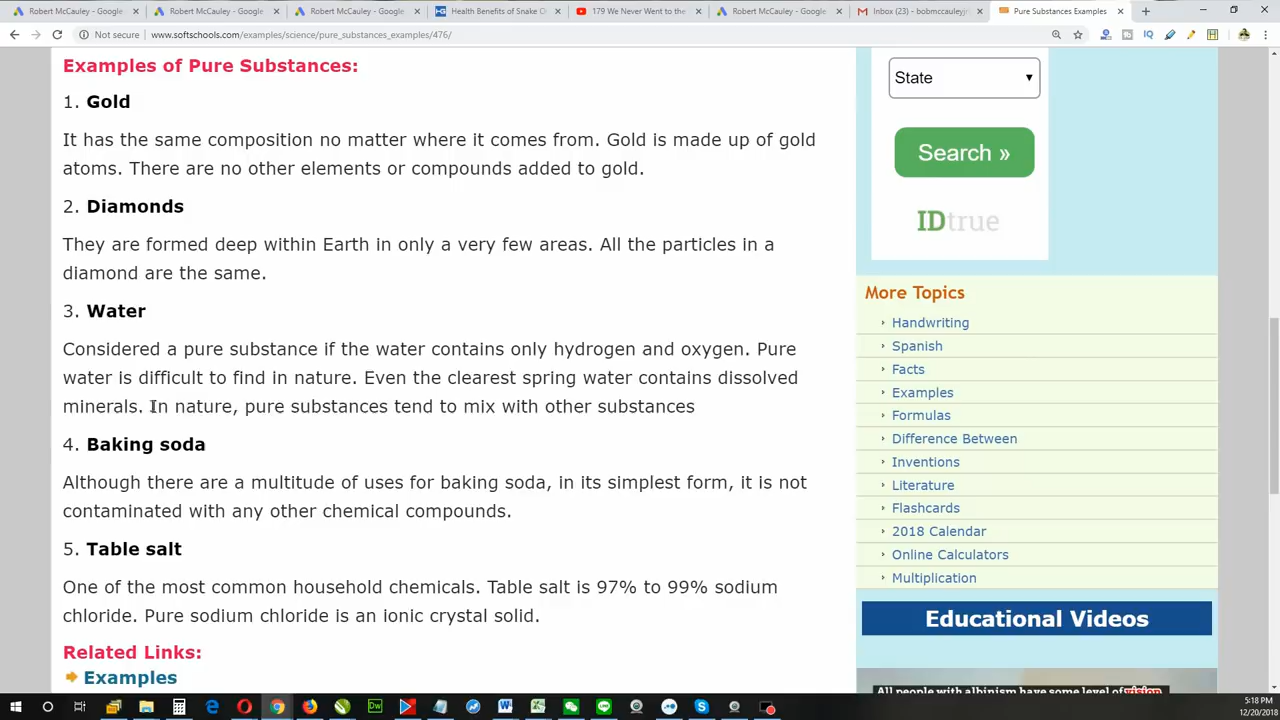 Robert McCauley - Google
Robert McCauley - Google
Robert McCauley - Google
Health Benefits of Snake O
179 We Never Went to the
Robert McCauley - Google
Inbox (23) - bobmccauleyjr
Pure Substances Examples
Not secure | www.softschools.com/examples/science/pure_substances_examples/476/
Examples of Pure Substances:
1. Gold
It has the same composition no matter where it comes from. Gold is made up of gold
atoms. There are no other elements or compounds added to gold.
2. Diamonds
They are formed deep within Earth in only a very few areas. All the particles in a
diamond are the same.
3. Water
Considered a pure substance if the water contains only hydrogen and oxygen. Pure
water is difficult to find in nature. Even the clearest spring water contains dissolved
minerals. In nature, pure substances tend to mix with other substances
4. Baking soda
Although there are a multitude of uses for baking soda, in its simplest form, it is not
contaminated with any other chemical compounds.
5. Table salt
One of the most common household chemicals. Table salt is 97% to 99% sodium
chloride. Pure sodium chloride is an ionic crystal solid.
Related Links:
Examples
State
Search »
IDtrue
More Topics
Handwriting
Spanish
Facts
Examples
Formulas
Difference Between
Inventions
Literature
Flashcards
2018 Calendar
Online Calculators
Multiplication
Educational Videos
All people with albinism have some level of vision
5:18 PM
12/20/2018